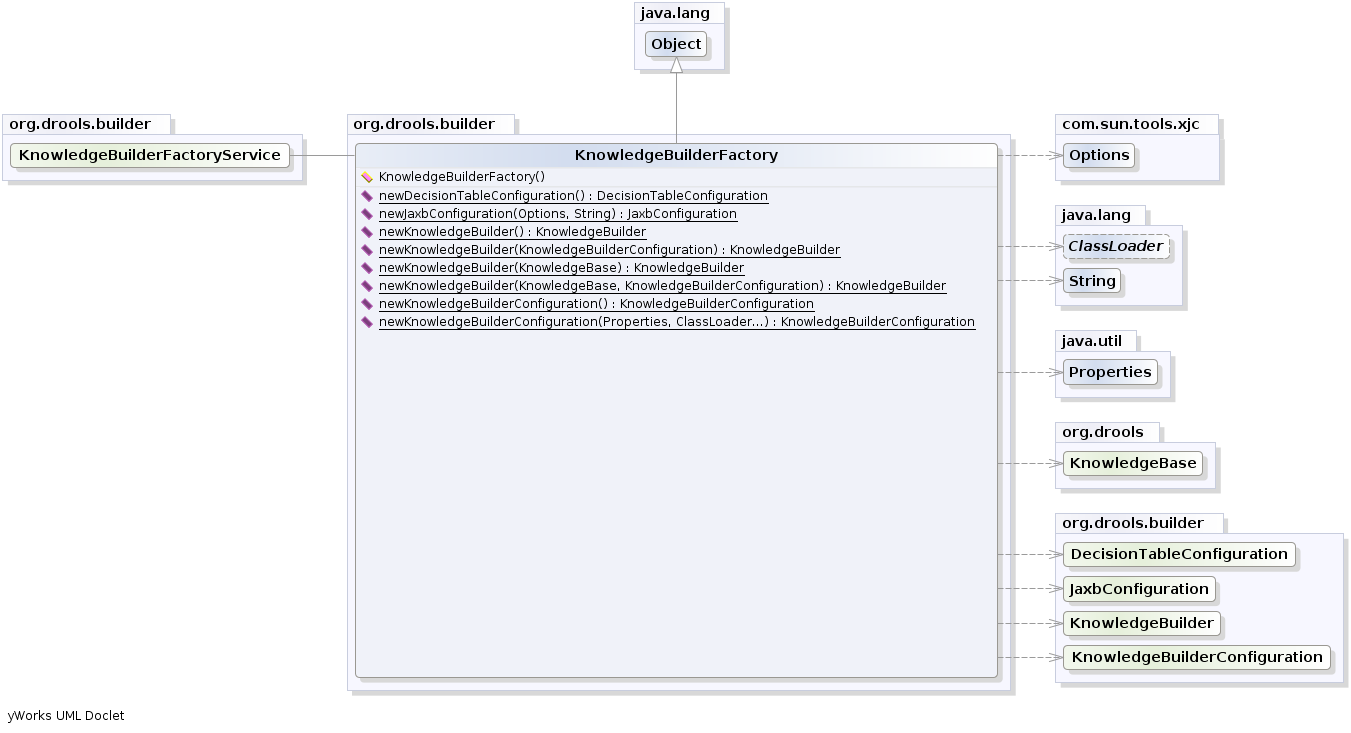 java.lang
Object
org.drools.builder
KnowledgeBuilderFactoryService
org.drools.builder
KnowledgeBuilderFactory
KnowledgeBuilderFactory()
newDecisionTableConfiguration() : DecisionTableConfiguration
newJaxbConfiguration(Options, String) : JaxbConfiguration
newKnowledgeBuilder() : KnowledgeBuilder
newKnowledgeBuilder(KnowledgeBuilderConfiguration) : KnowledgeBuilder
newKnowledgeBuilder(KnowledgeBase) : KnowledgeBuilder
newKnowledgeBuilder(KnowledgeBase, KnowledgeBuilderConfiguration) : KnowledgeBuilder
newKnowledgeBuilderConfiguration() : KnowledgeBuilderConfiguration
newKnowledgeBuilderConfiguration(Properties, ClassLoader...) : KnowledgeBuilderConfiguration
com.sun.tools.xjc
Options
java.lang
ClassLoader
String
java.util
Properties
org.drools
KnowledgeBase
org.drools.builder
DecisionTableConfiguration
JaxbConfiguration
KnowledgeBuilder
KnowledgeBuilderConfiguration
yWorks UML Doclet